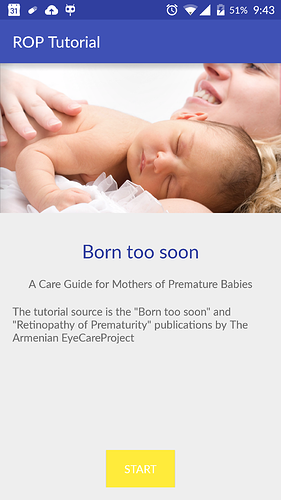 31 51% 9:43
ROP Tutorial
Born too soon
A Care Guide for Mothers of Premature Babies
The tutorial source is the "Born too soon" and
"Retinopathy of Prematurity" publications by The
Armenian EyeCareProject
START